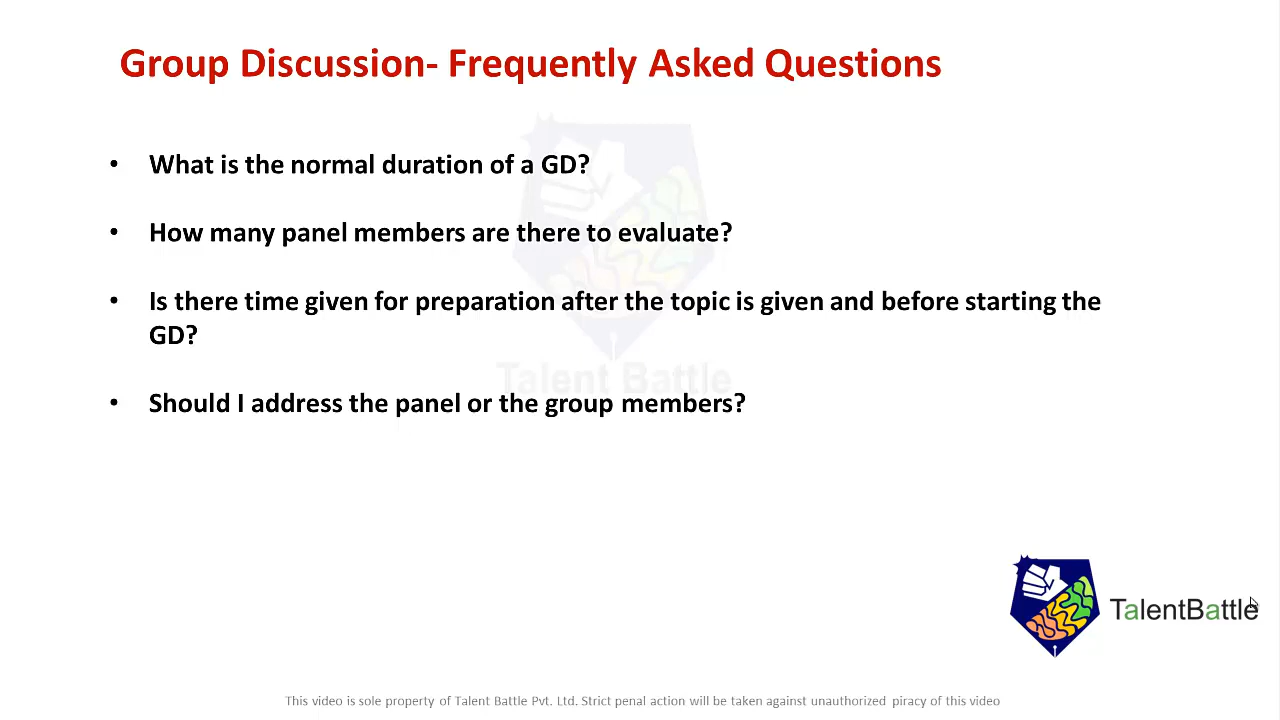 Group Discussion- Frequently Asked Questions
• What is the normal duration of a GD?
• How many panel members are there to evaluate?
• Is there time given for preparation after the topic is given and before starting the
GD?
• Should I address the panel or the group members?
Talent Battle
TalentBattle
This video is sole property of Talent Battle Pvt. Ltd. Strict penal action will be taken against unauthorized piracy of this video